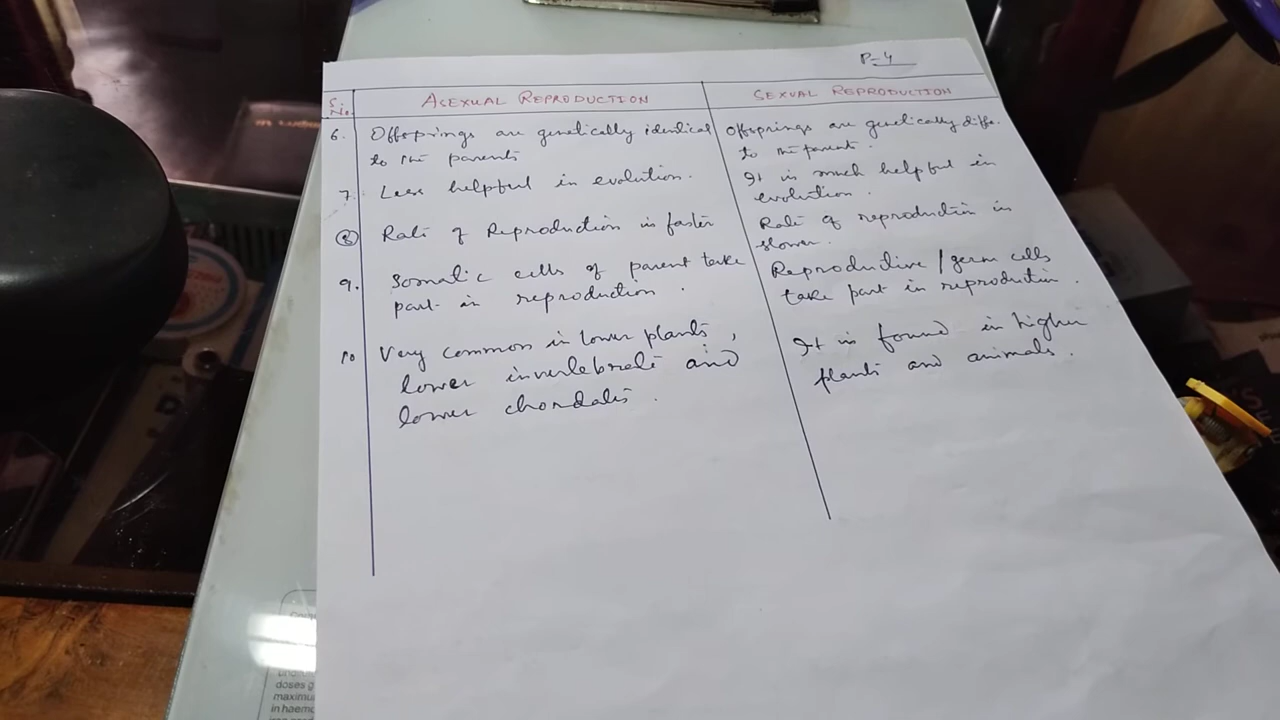 P-4
S.No. ASEXUAL REPRODUCTION SEXUAL REPRODUCTION
6. Offsprings are genetically identical
to the parents
Offsprings are genetically diffe.
to the parent.
7. Less helpful in evolution.
It is much helpful in
evolution.
8 Rate of Reproduction is faster
Rate of reproduction is
slower.
9. Somatic cells of parent take
part in reproduction.
Reproductive/germ cells
take part in reproduction.
10 Very common in lower plants,
lower invertebrate and
lower chordates.
It is found in higher
plants and animals.
doses g
maximu
in haemo